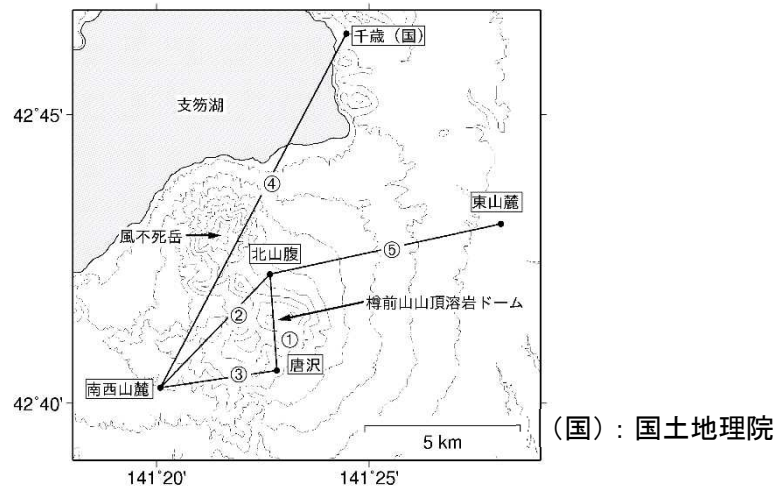 千歳（国）
支笏湖
42˚45'
④
東山麓
風不死岳
北山腹
⑤
樽前山山頂溶岩ドーム
②
①
唐沢
③
南西山麓
42˚40'
5 km
（国）：国土地理院
141˚20'
141˚25'